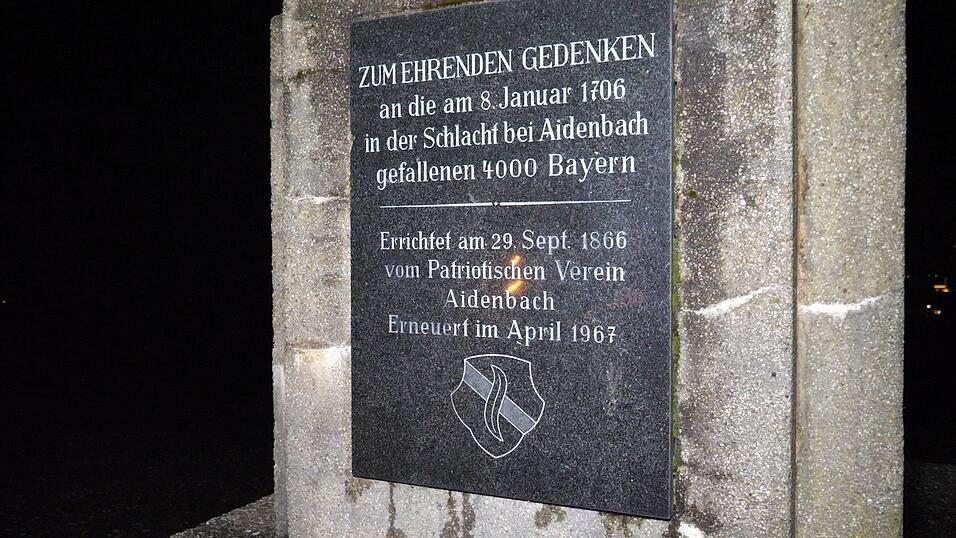 ZUM EHRENDEN GEDENKEN
an die am 8. Januar 1706
in der Schlacht bei Aidenbach
gefallenen 4000 Bayern
Errichtet am 29. Sept. 1866
vom Patriotischen Verein
Aidenbach
Erneuert im April 1967